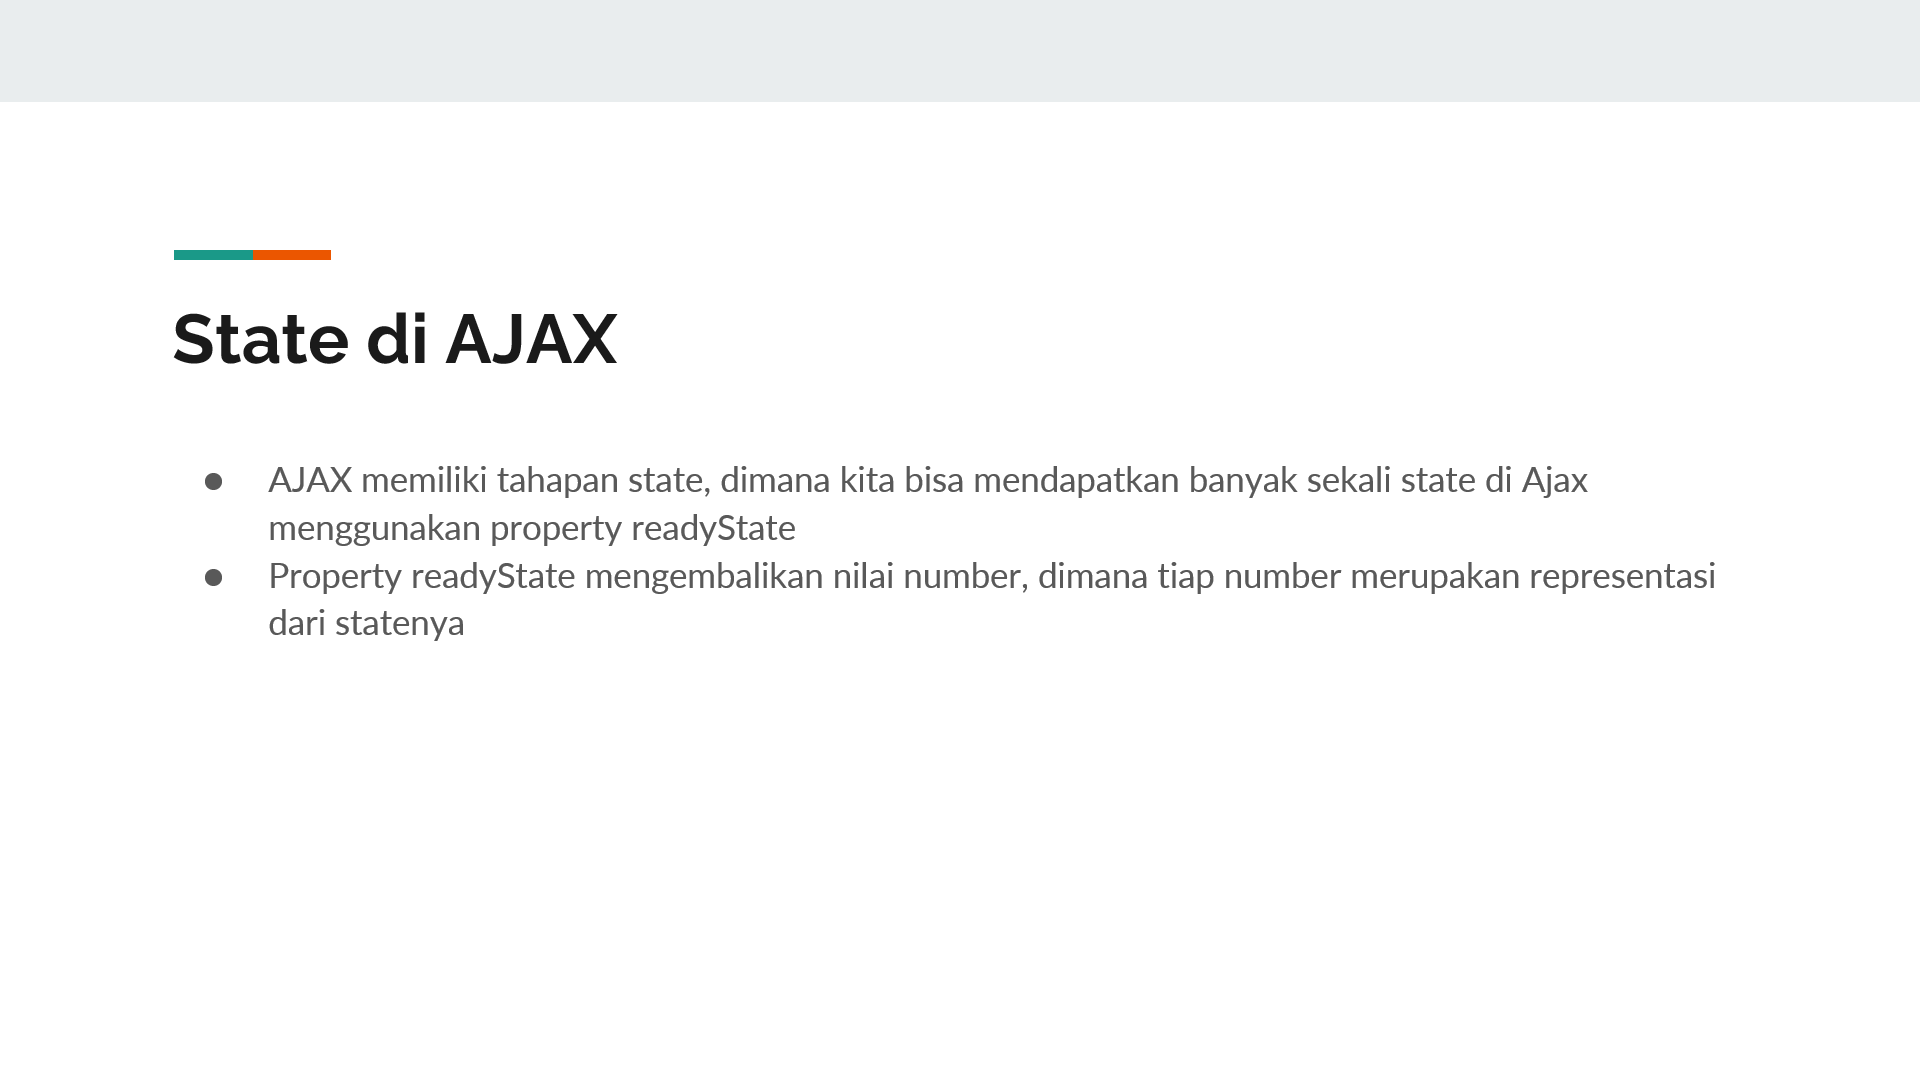 State di AJAX
● AJAX memiliki tahapan state, dimana kita bisa mendapatkan banyak sekali state di Ajax
menggunakan property readyState
● Property readyState mengembalikan nilai number, dimana tiap number merupakan representasi
dari statenya